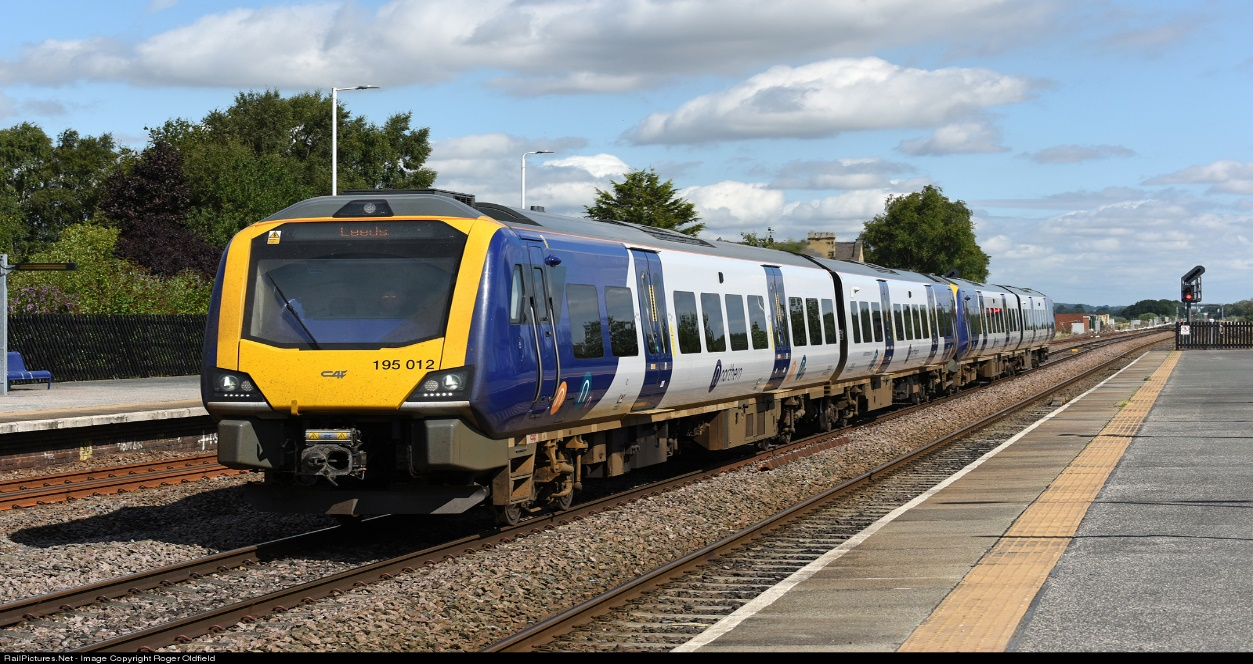 Leeds
CAF
195 012
northern
RailPictures.Net - Image Copyright Roger Oldfield